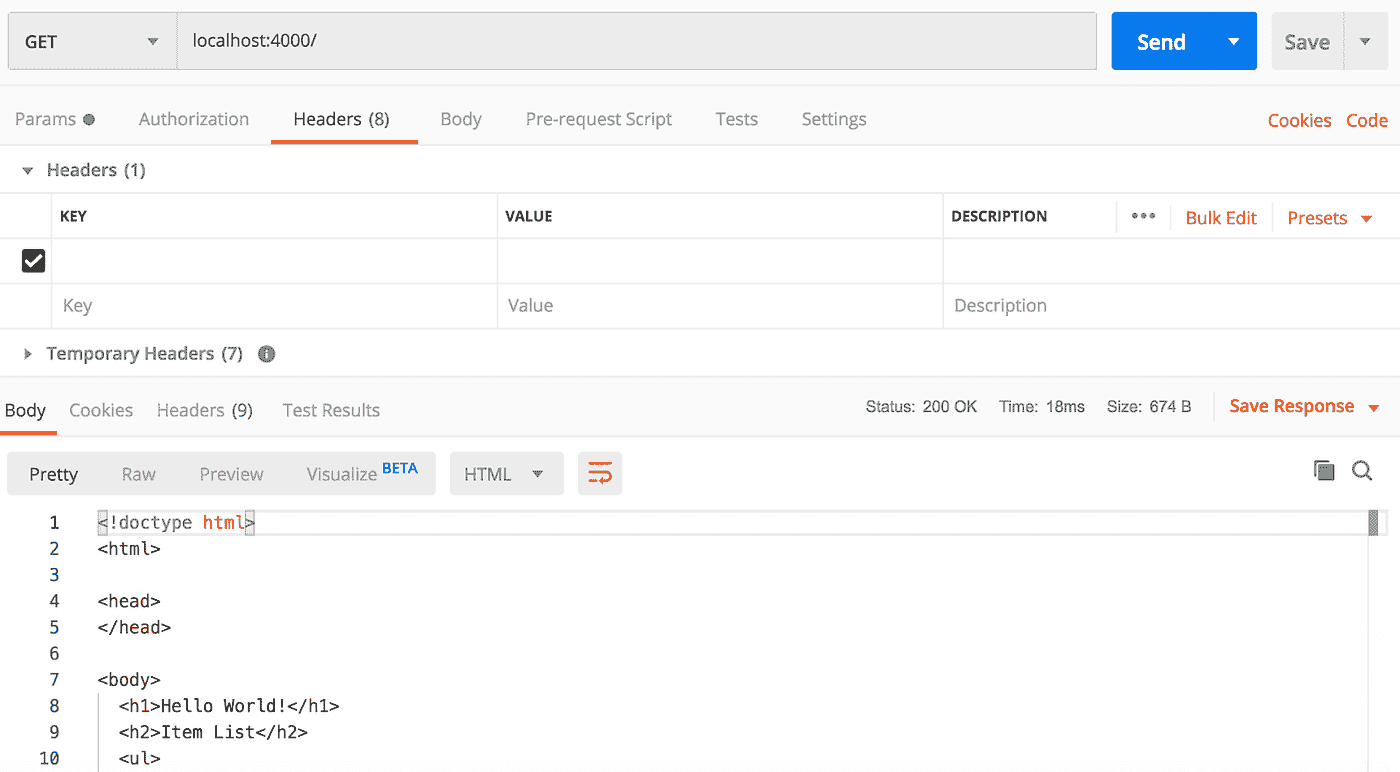 GET localhost:4000/ Send Save
Params Authorization Headers (8) Body Pre-request Script Tests Settings Cookies Code
Headers (1)
KEY VALUE DESCRIPTION ••• Bulk Edit Presets
Key Value Description
Temporary Headers (7) i
Body Cookies Headers (9) Test Results Status: 200 OK Time: 18ms Size: 674 B Save Response
Pretty Raw Preview Visualize BETA HTML
1 <!doctype html>
2 <html>
3
4 <head>
5 </head>
6
7 <body>
8 <h1>Hello World!</h1>
9 <h2>Item List</h2>
10 <ul>